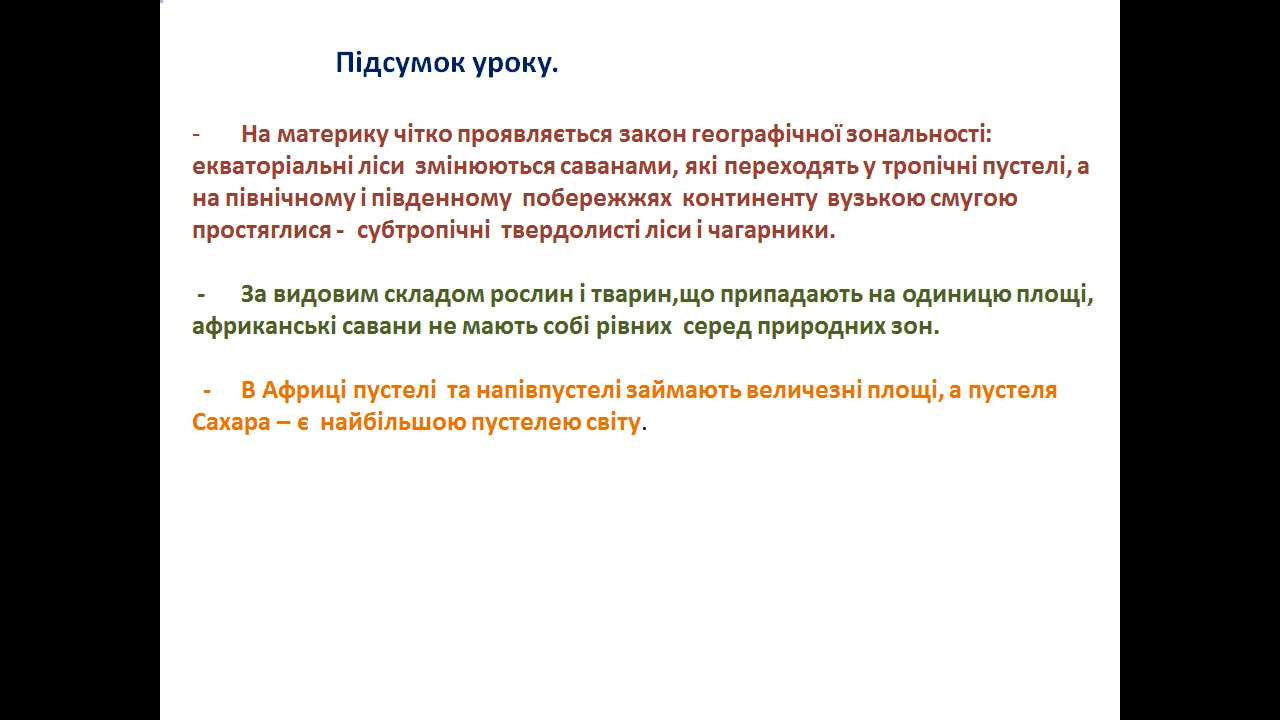 Підсумок уроку.
- На материку чітко проявляється закон географічної зональності:
екваторіальні ліси змінюються саванами, які переходять у тропічні пустелі, а
на північному і південному побережжях континенту вузькою смугою
простяглися - субтропічні твердолисті ліси і чагарники.
- За видовим складом рослин і тварин,що припадають на одиницю площі,
африканські савани не мають собі рівних серед природних зон.
- В Африці пустелі та напівпустелі займають величезні площі, а пустеля
Сахара – є найбільшою пустелею світу.